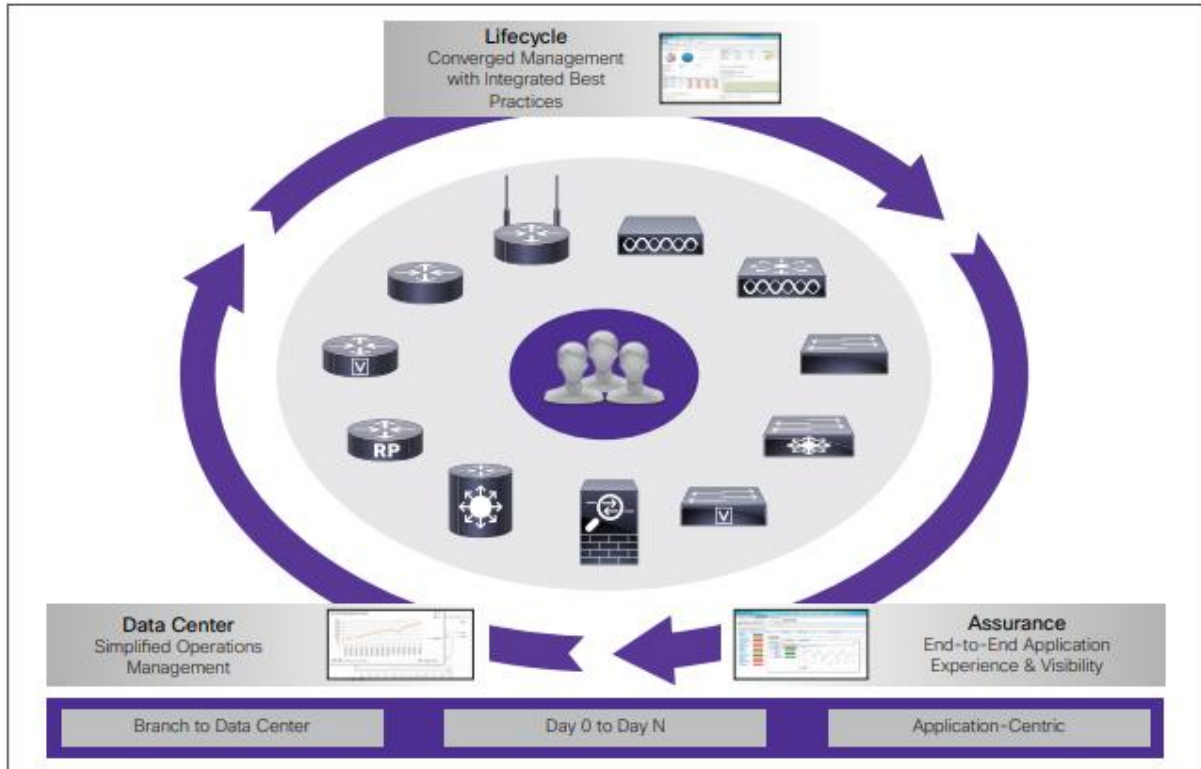 Lifecycle
Converged Management
with Integrated Best
Practices
V
RP
V
Data Center
Simplified Operations
Management
Assurance
End-to-End Application
Experience & Visibility
Branch to Data Center
Day 0 to Day N
Application-Centric